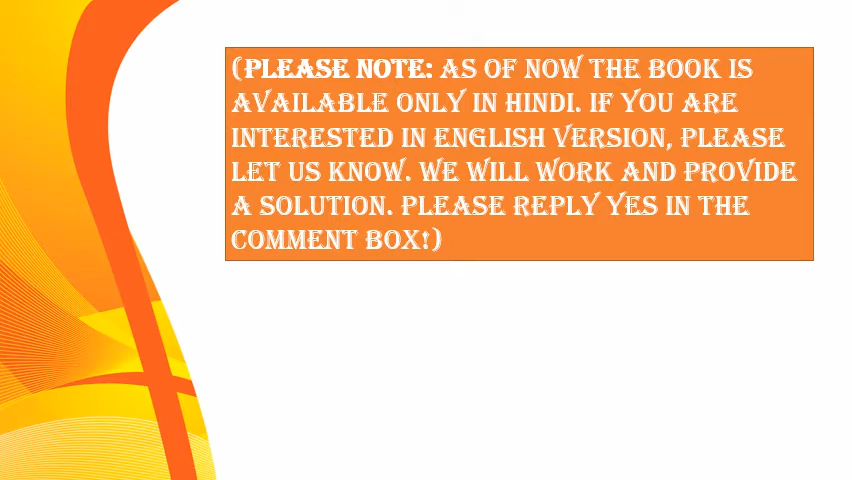 (PLEASE NOTE: AS OF NOW THE BOOK IS
AVAILABLE ONLY IN HINDI. IF YOU ARE
INTERESTED IN ENGLISH VERSION, PLEASE
LET US KNOW. WE WILL WORK AND PROVIDE
A SOLUTION. PLEASE REPLY YES IN THE
COMMENT BOX!)